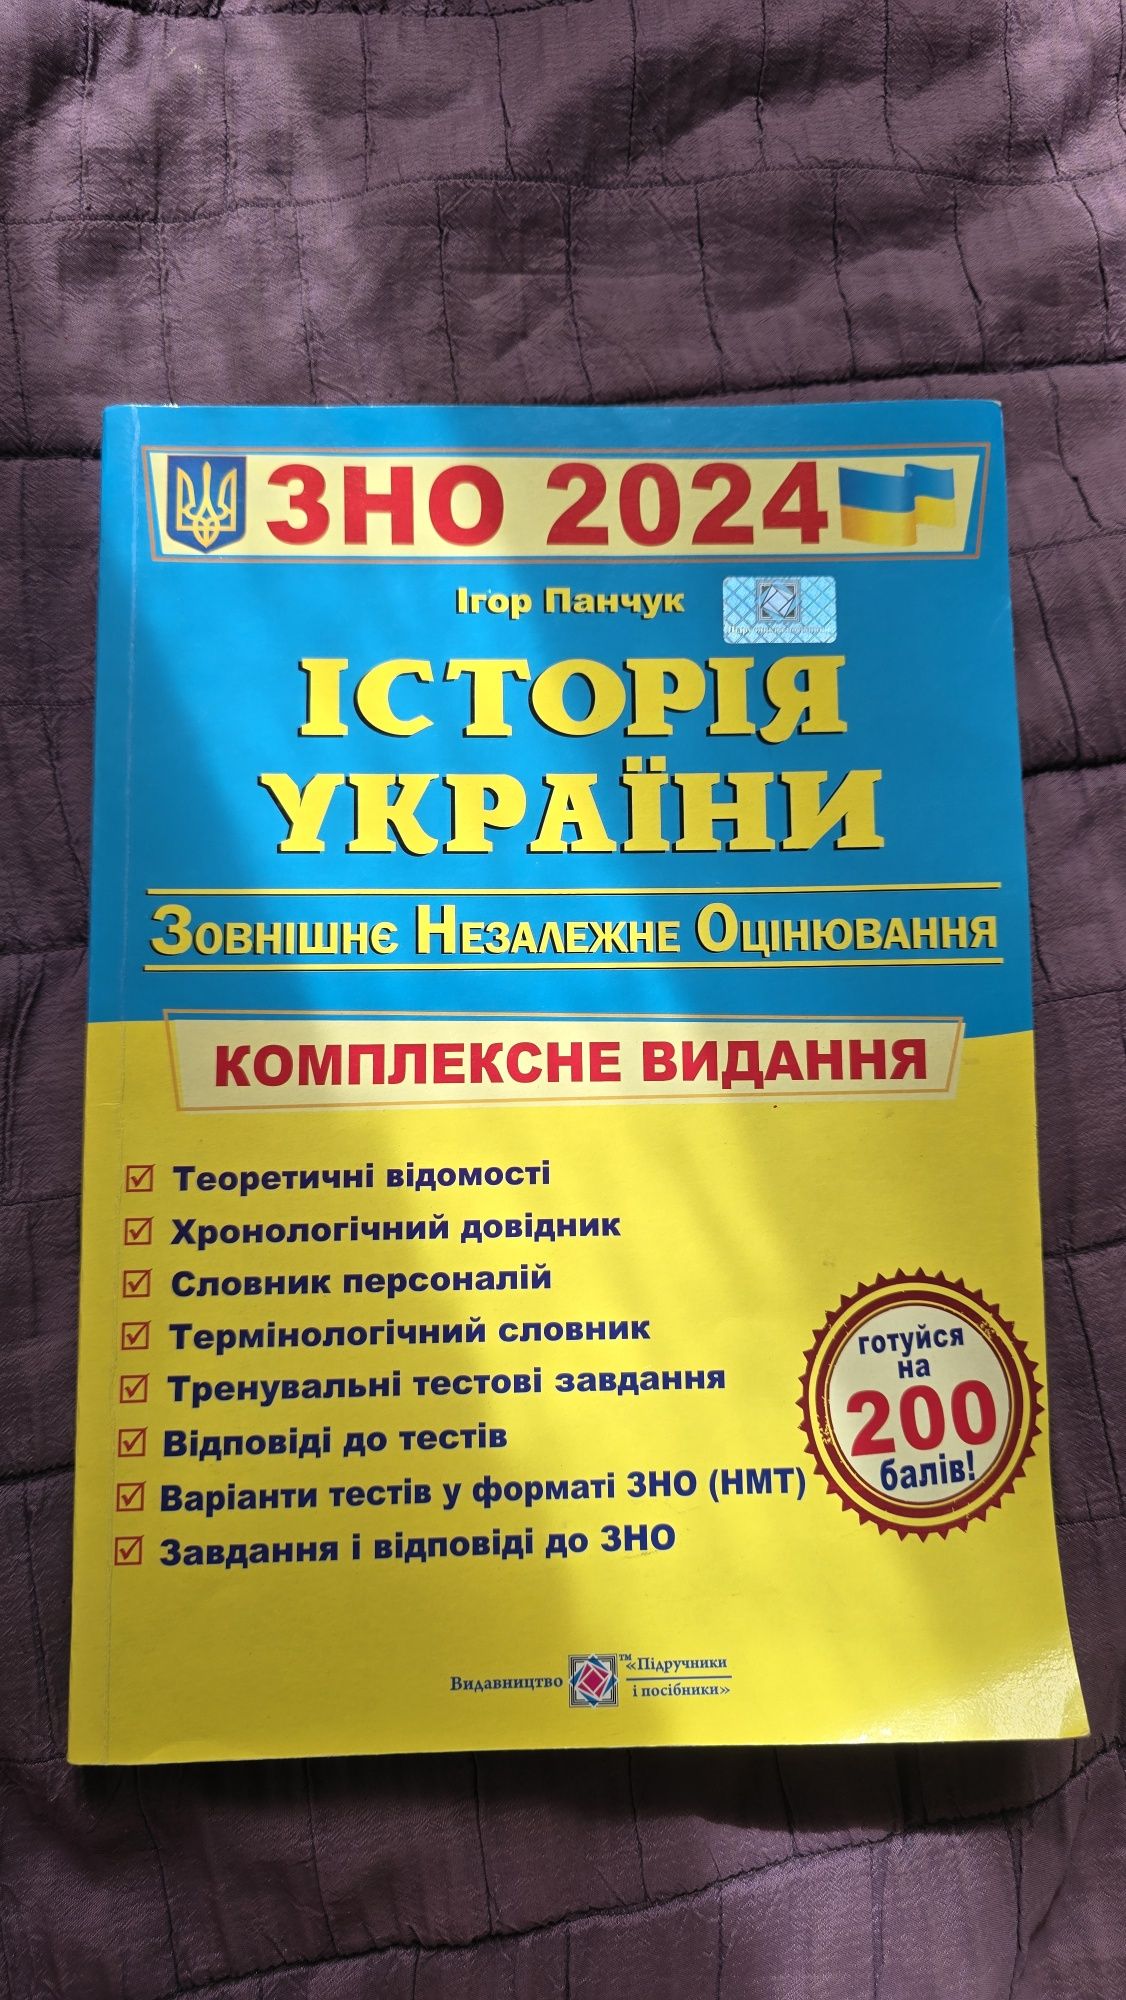 ЗНО 2024
Ігор Панчук
ІСТОРІЯ
УКРАЇНИ
Зовнішнє Незалежне Оцінювання
КОМПЛЕКСНЕ ВИДАННЯ
Теоретичні відомості
Хронологічний довідник
Словник персоналій
Термінологічний словник
Тренувальні тестові завдання
Відповіді до тестів
Варіанти тестів у форматі ЗНО (НМТ)
Завдання і відповіді до ЗНО
готуйся
на
200
балів!
Видавництво
™ «Підручники
і посібники»